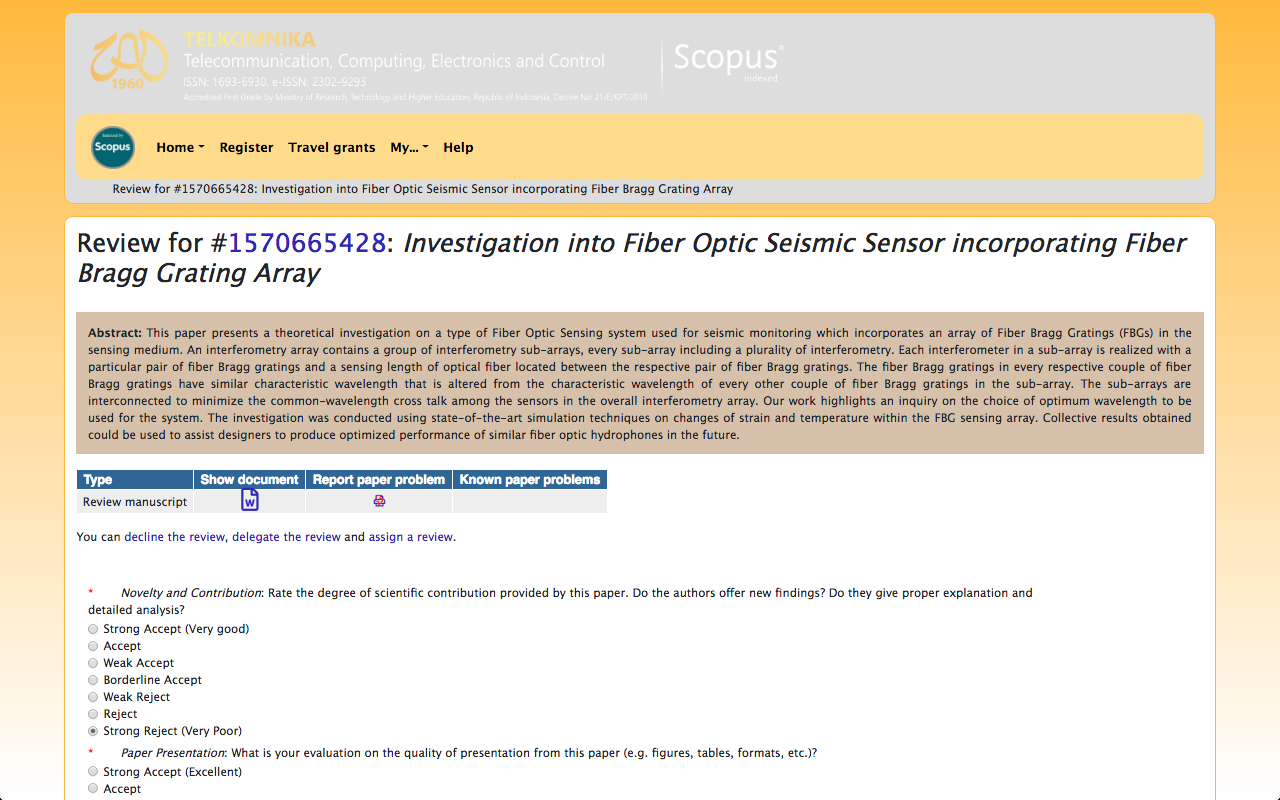 TELKOMNIKA
Telecommunication, Computing, Electronics and Control
ISSN: 1693-6930, e-ISSN: 2302-9293
Accredited First Grade by Ministry of Research, Technology and Higher Education, Republic of Indonesia, Decree No: 21/E/KPT/2018
1960
Scopus®
indexed
Indexed by
Scopus
Home Register Travel grants My... Help
Review for #1570665428: Investigation into Fiber Optic Seismic Sensor incorporating Fiber Bragg Grating Array
Review for #1570665428: Investigation into Fiber Optic Seismic Sensor incorporating Fiber
Bragg Grating Array
Abstract: This paper presents a theoretical investigation on a type of Fiber Optic Sensing system used for seismic monitoring which incorporates an array of Fiber Bragg Gratings (FBGs) in the
sensing medium. An interferometry array contains a group of interferometry sub-arrays, every sub-array including a plurality of interferometry. Each interferometer in a sub-array is realized with a
particular pair of fiber Bragg gratings and a sensing length of optical fiber located between the respective pair of fiber Bragg gratings. The fiber Bragg gratings in every respective couple of fiber
Bragg gratings have similar characteristic wavelength that is altered from the characteristic wavelength of every other couple of fiber Bragg gratings in the sub-array. The sub-arrays are
interconnected to minimize the common-wavelength cross talk among the sensors in the overall interferometry array. Our work highlights an inquiry on the choice of optimum wavelength to be
used for the system. The investigation was conducted using state-of-the-art simulation techniques on changes of strain and temperature within the FBG sensing array. Collective results obtained
could be used to assist designers to produce optimized performance of similar fiber optic hydrophones in the future.
Type Show document Report paper problem Known paper problems
Review manuscript
You can decline the review, delegate the review and assign a review.
* Novelty and Contribution: Rate the degree of scientific contribution provided by this paper. Do the authors offer new findings? Do they give proper explanation and
detailed analysis?
Strong Accept (Very good)
Accept
Weak Accept
Borderline Accept
Weak Reject
Reject
Strong Reject (Very Poor)
* Paper Presentation: What is your evaluation on the quality of presentation from this paper (e.g. figures, tables, formats, etc.)?
Strong Accept (Excellent)
Accept